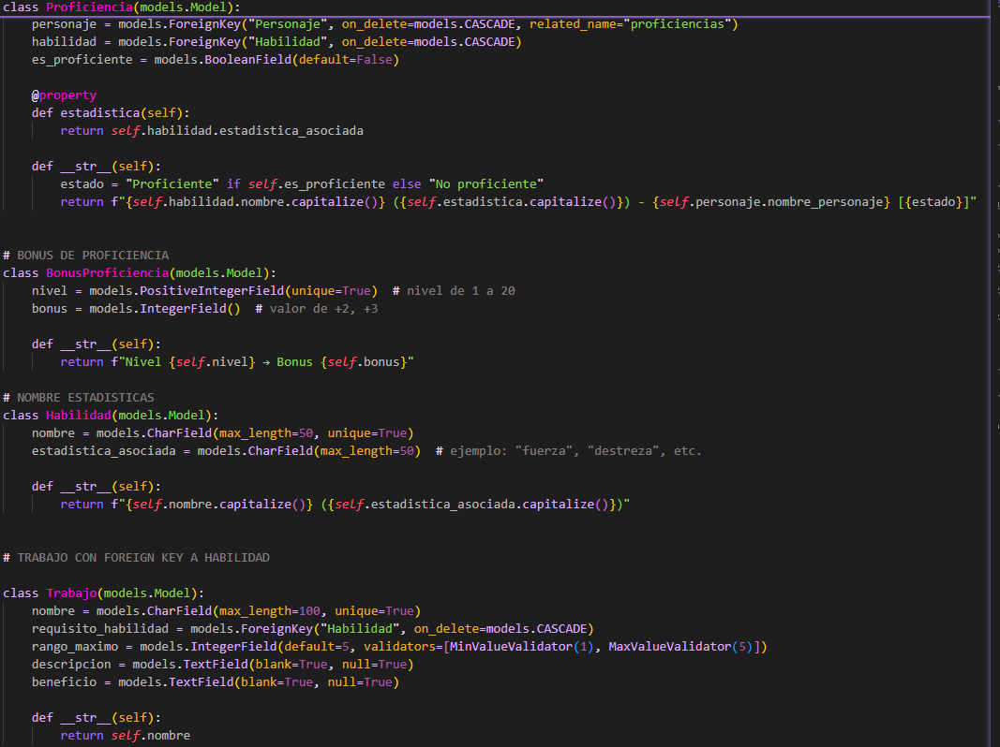 class Proficiencia(models.Model):
    personaje = models.ForeignKey("Personaje", on_delete=models.CASCADE, related_name="proficiencias")
    habilidad = models.ForeignKey("Habilidad", on_delete=models.CASCADE)
    es_proficiente = models.BooleanField(default=False)

    @property
    def estadistica(self):
        return self.habilidad.estadistica_asociada

    def __str__(self):
        estado = "Proficiente" if self.es_proficiente else "No proficiente"
        return f"{self.habilidad.nombre.capitalize()} ({self.estadistica.capitalize()}) - {self.personaje.nombre_personaje} [{estado}]"


# BONUS DE PROFICIENCIA
class BonusProficiencia(models.Model):
    nivel = models.PositiveIntegerField(unique=True)  # nivel de 1 a 20
    bonus = models.IntegerField()  # valor de +2, +3

    def __str__(self):
        return f"Nivel {self.nivel} → Bonus {self.bonus}"

# NOMBRE ESTADISTICAS
class Habilidad(models.Model):
    nombre = models.CharField(max_length=50, unique=True)
    estadistica_asociada = models.CharField(max_length=50)  # ejemplo: "fuerza", "destreza", etc.

    def __str__(self):
        return f"{self.nombre.capitalize()} ({self.estadistica_asociada.capitalize()})"


# TRABAJO CON FOREIGN KEY A HABILIDAD

class Trabajo(models.Model):
    nombre = models.CharField(max_length=100, unique=True)
    requisito_habilidad = models.ForeignKey("Habilidad", on_delete=models.CASCADE)
    rango_maximo = models.IntegerField(default=5, validators=[MinValueValidator(1), MaxValueValidator(5)])
    descripcion = models.TextField(blank=True, null=True)
    beneficio = models.TextField(blank=True, null=True)

    def __str__(self):
        return self.nombre